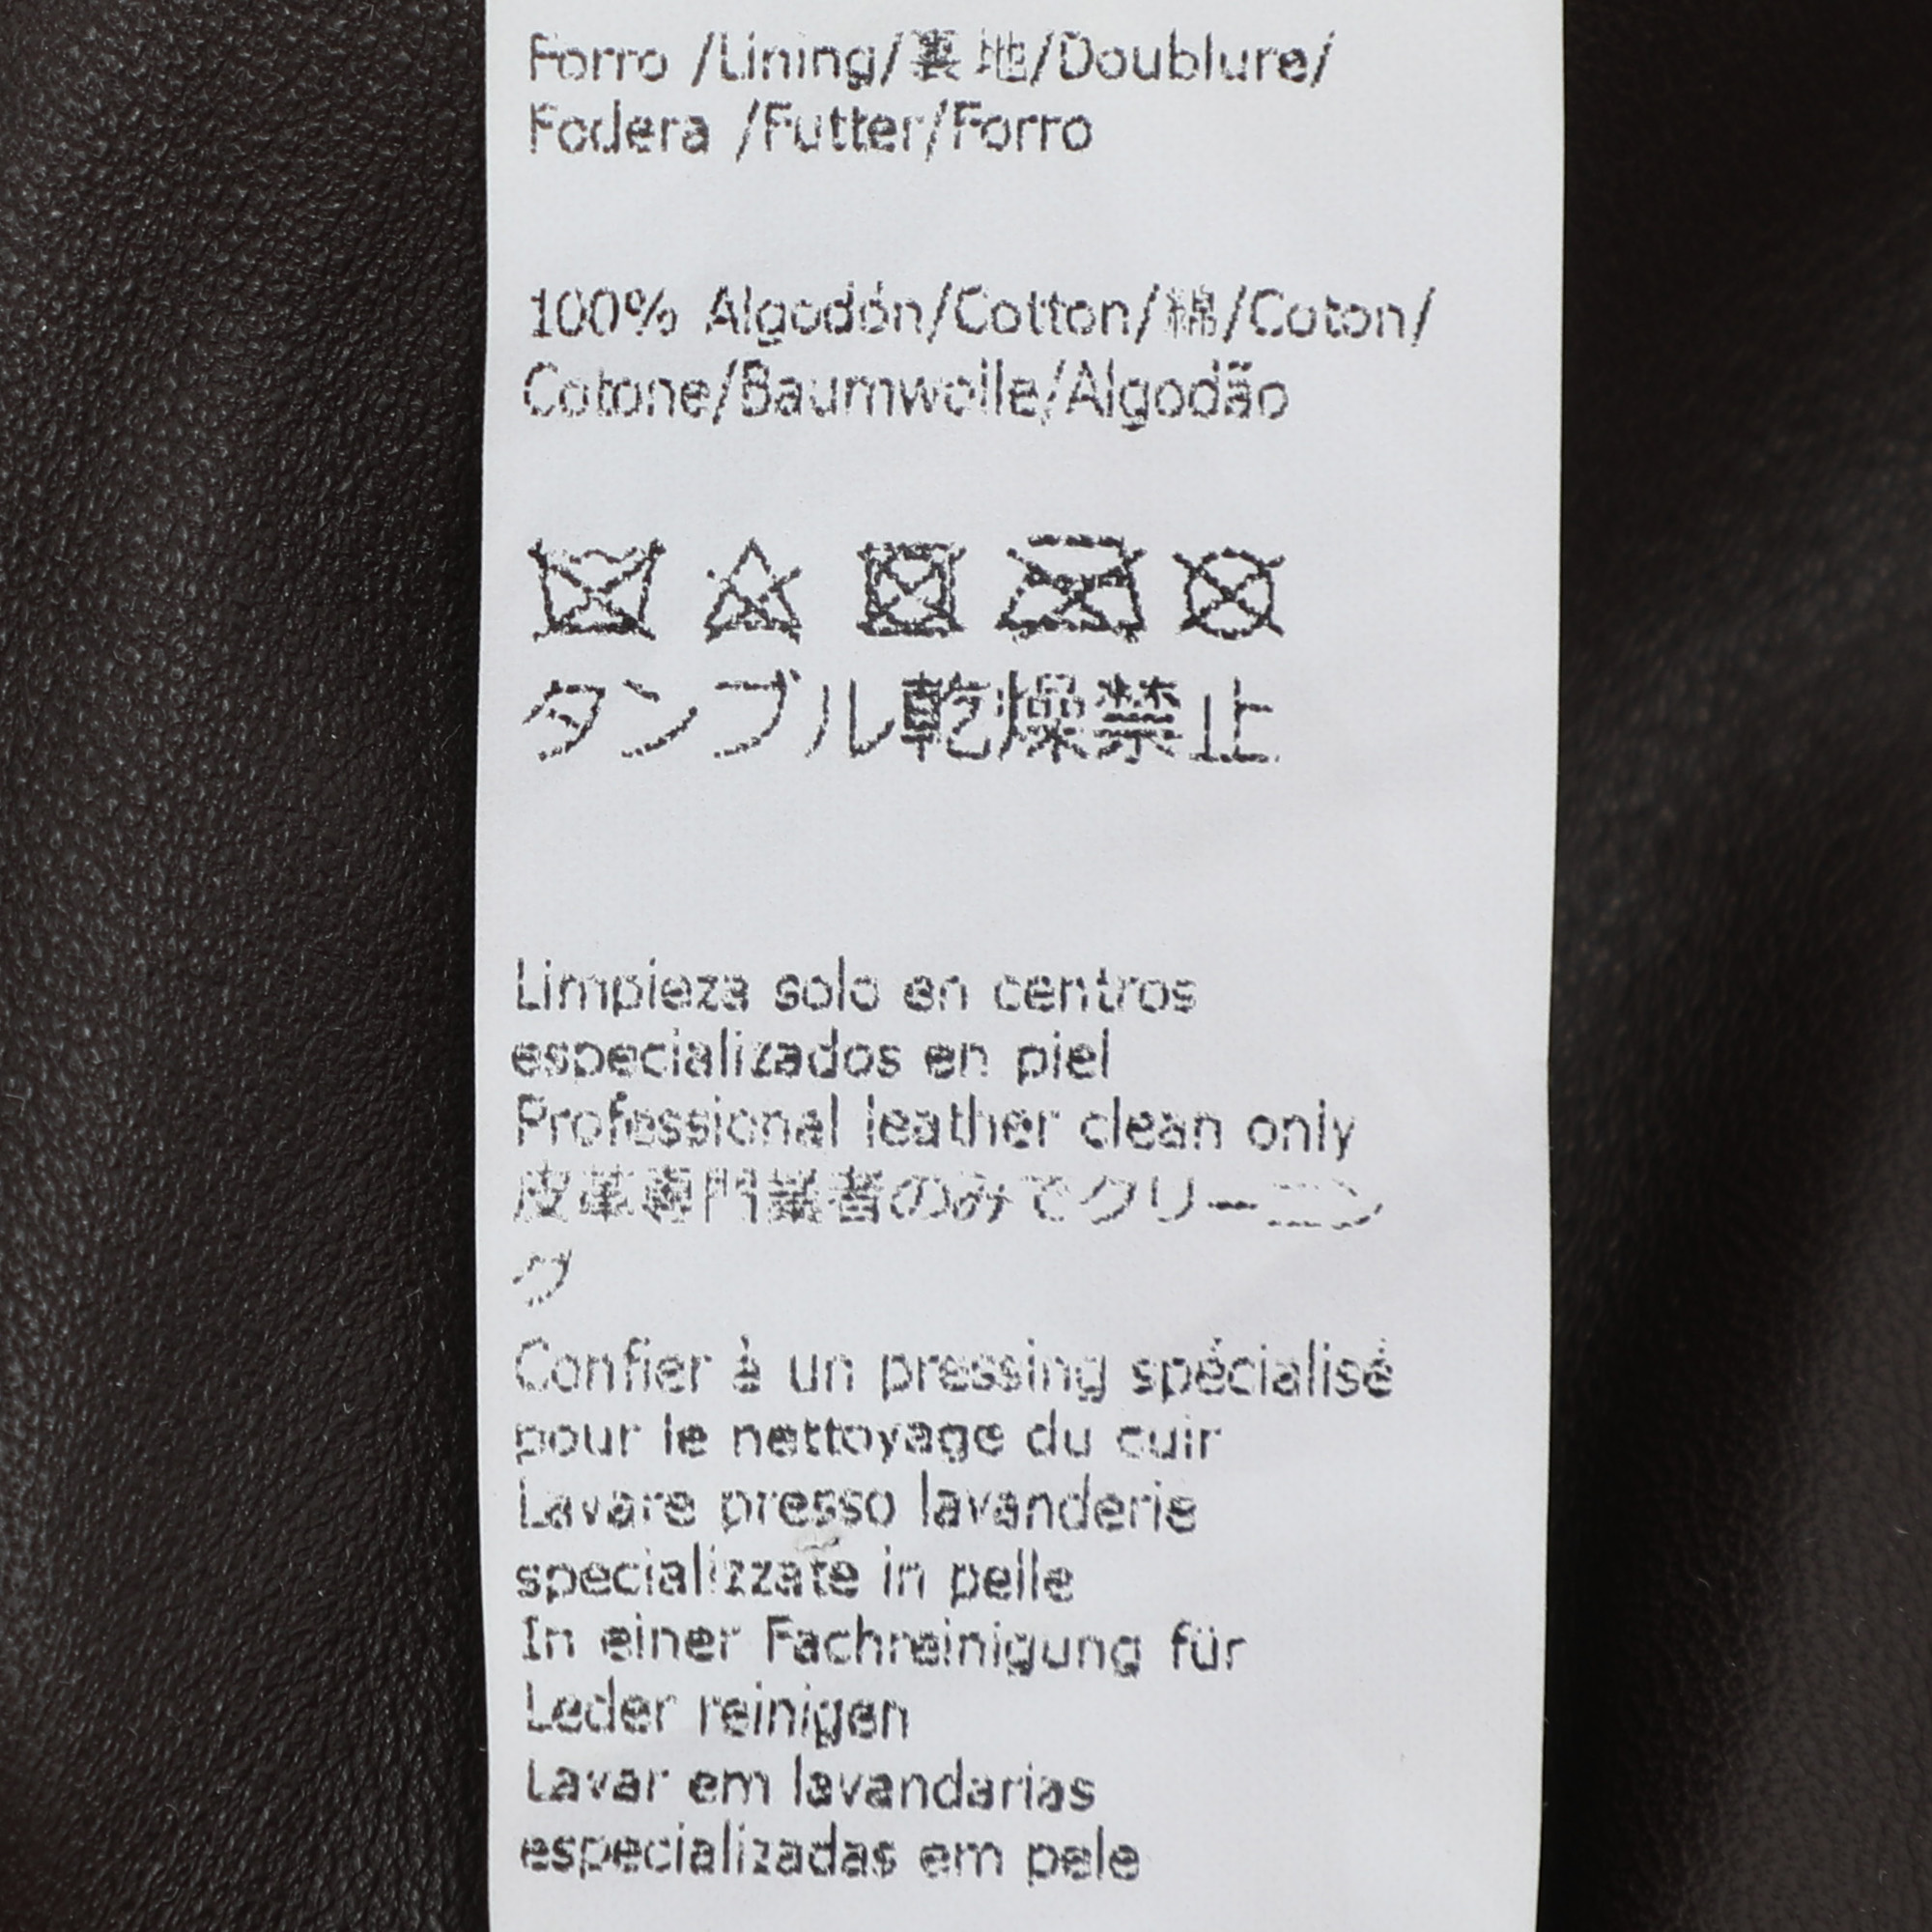 Forro /Lining/裏地/Doublure/
Fodera /Futter/Forro
100% Algodón/Cotton/綿/Coton/
Cotone/Baumwolle/Algodão
タンブル乾燥禁止
Limpieza solo en centros
especializados en piel
Professional leather clean only
皮革専門業者のみでクリーニン
グ
Confier à un pressing spécialisé
pour le nettoyage du cuir
Lavare presso lavanderie
specializzate in pelle
In einer Fachreinigung für
Leder reinigen
Lavar em lavandarias
especializadas em pele